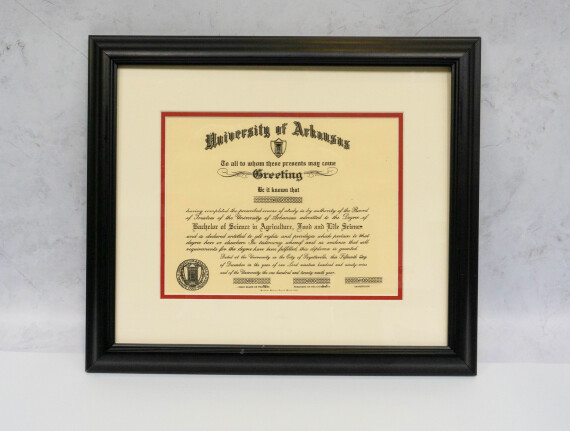 University of Arkansas
To all to whom these presents may come
Greeting
Be it known that
having completed the prescribed course of study is by authority of the Board
of Trustees of the University of Arkansas admitted to the Degree of
Bachelor of Science in Agriculture, Food and Life Sciences
and is declared entitled to all rights and privileges which pertain to that
degree here or elsewhere. In testimony whereof and as evidence that all
requirements for the degree have been fulfilled, this diploma is granted.
Dated at the University in the City of Fayetteville, this Fifteenth day
of December in the year of our Lord nineteen hundred and ninety-nine
and of the University the one hundred and twenty-ninth year.